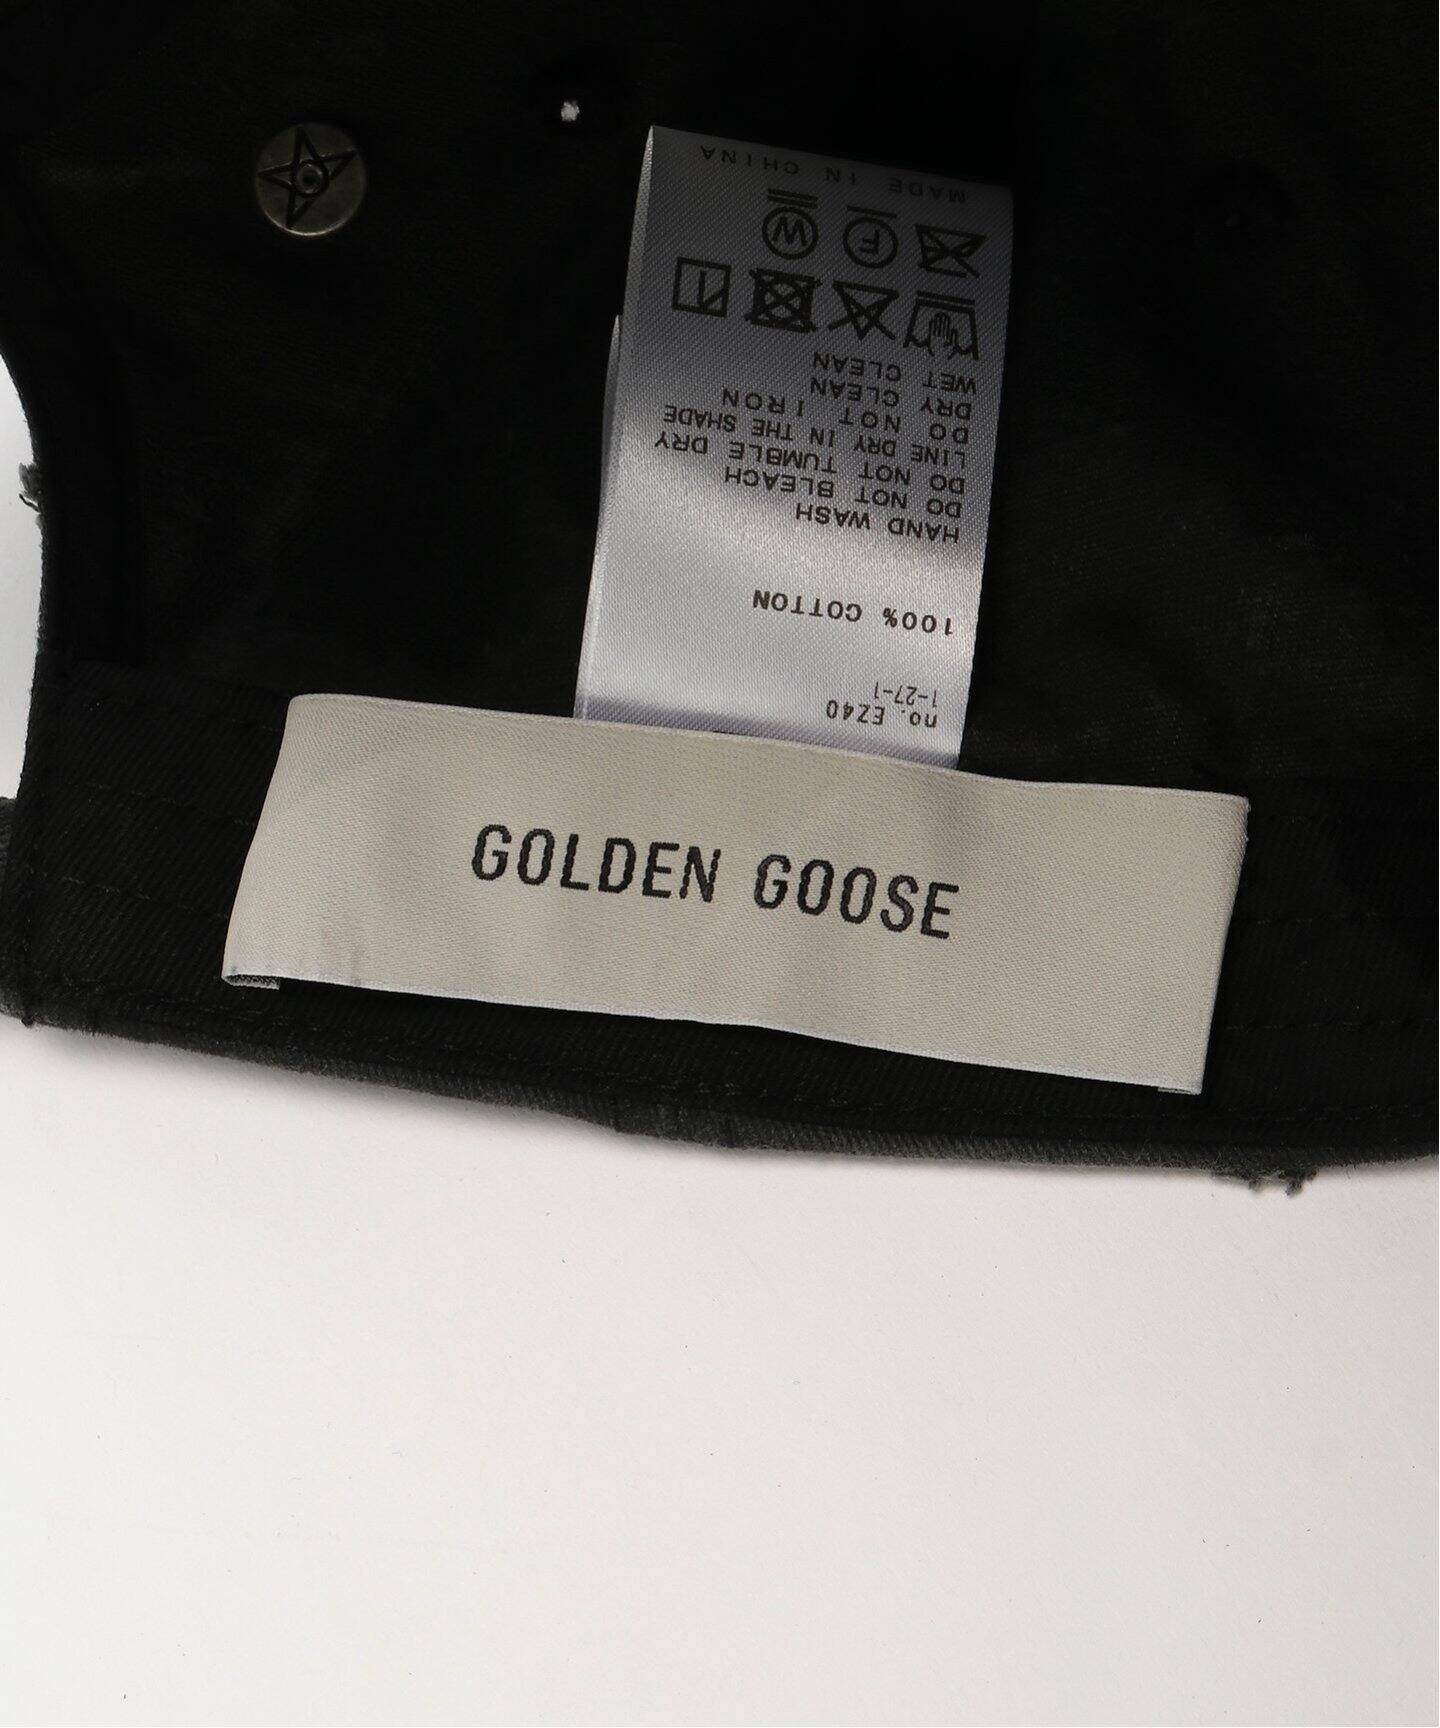 GOLDEN GOOSE
no. EZ40
1-27-1
100% COTTON
HAND WASH
DO NOT BLEACH
DO NOT TUMBLE DRY
LINE DRY IN THE SHADE
DO NOT IRON
DRY CLEAN
WET CLEAN
F W
MADE IN CHINA